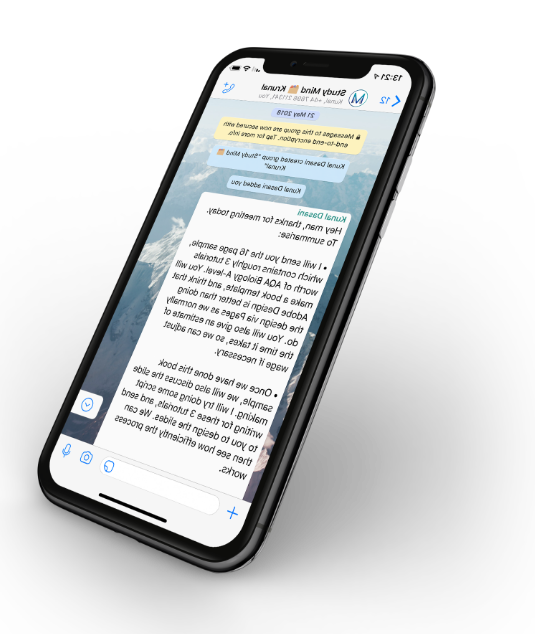 13:21
12
Study Mind 💼 Krunal
Kunal, +44 7698 211341, You
21 May 2019
🔒 Messages to this group are now secured with
end-to-end encryption. Tap for more info.
Kunal Dasani created group "Study Mind 💼
Krunal"
Kunal Dasani added you
Kunal Dasani
Hey man, thanks for meeting today.
To summarise:
• I will send you the 16 page sample,
which contains roughly 3 tutorials
worth of AQA Biology A-level. You will
make a book template, and think that
Adobe Design is better than doing
the design via Pages as we normally
do. You will also give an estimate of
the time it takes, so we can adjust
wage if necessary.
• Once we have done this book
sample, we will also discuss the slide
making. I will try doing some script
writing for these 3 tutorials, and send
to you to design the slides. We can
then see how efficiently the process
works.